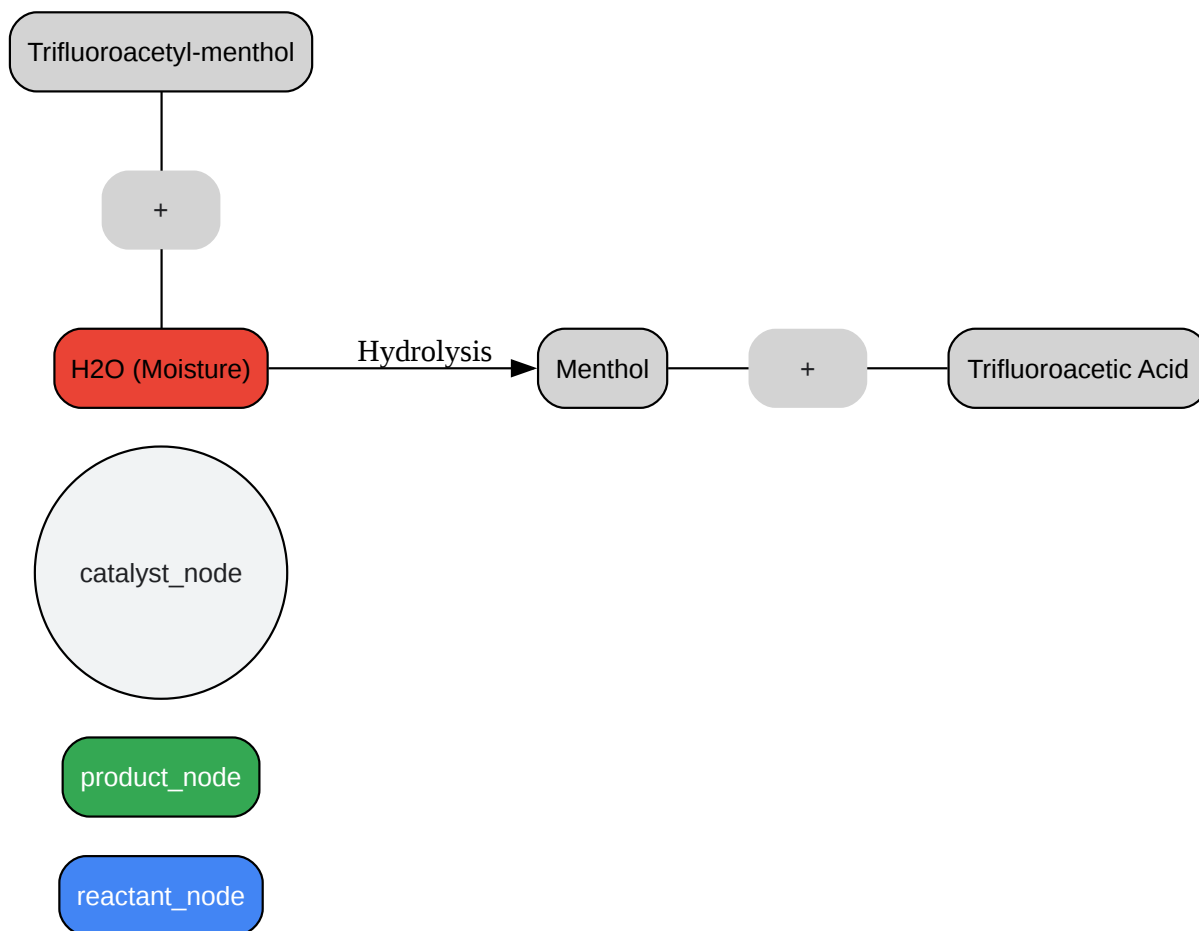 Trifluoroacetyl-menthol
+
H2O (Moisture)
Hydrolysis
Menthol
+
Trifluoroacetic Acid
catalyst_node
product_node
reactant_node